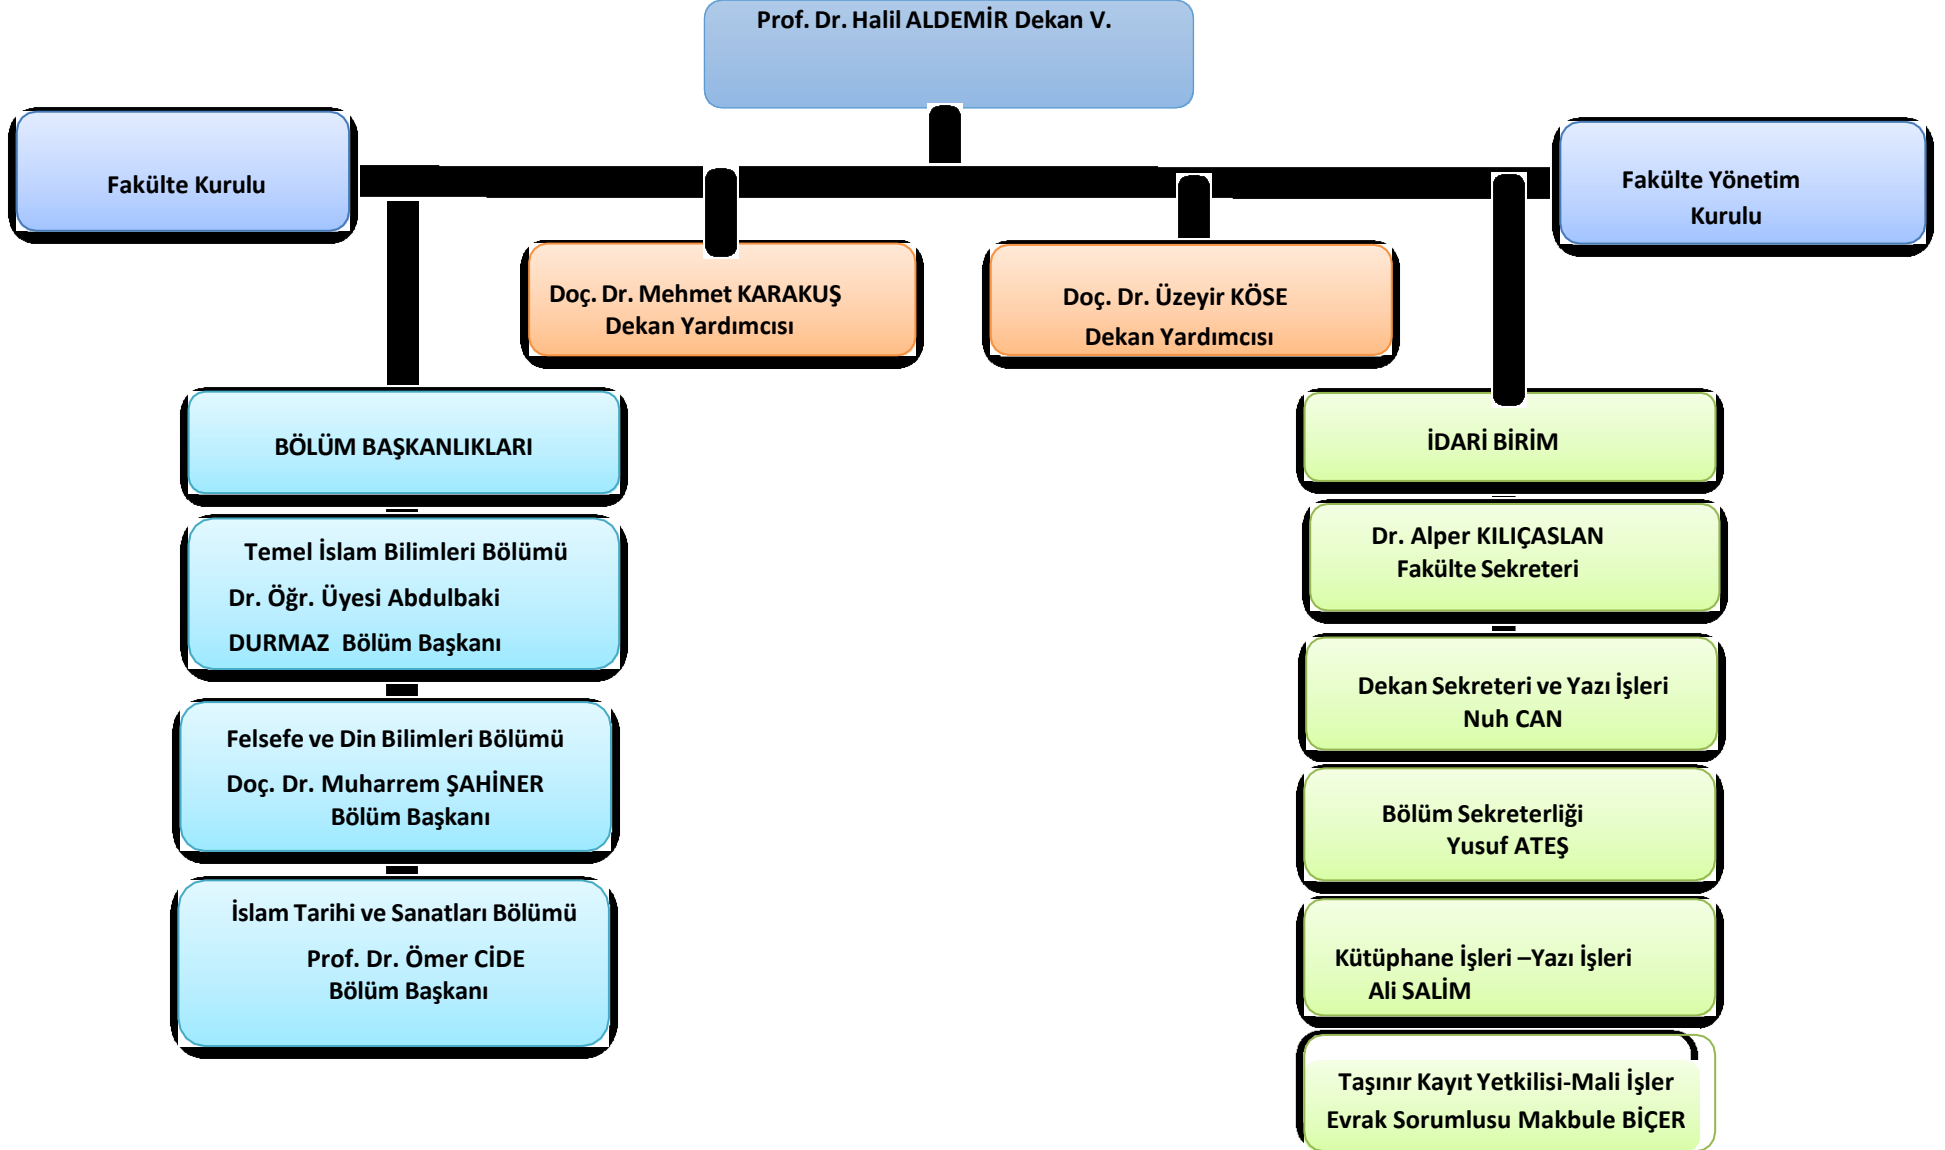 Prof. Dr. Halil ALDEMİR Dekan V.
Fakülte Kurulu
Fakülte Yönetim
Kurulu
Doç. Dr. Mehmet KARAKUŞ
Dekan Yardımcısı
Doç. Dr. Üzeyir KÖSE
Dekan Yardımcısı
BÖLÜM BAŞKANLIKLARI
Temel İslam Bilimleri Bölümü
Dr. Öğr. Üyesi Abdulbaki
DURMAZ Bölüm Başkanı
Felsefe ve Din Bilimleri Bölümü
Doç. Dr. Muharrem ŞAHİNER
Bölüm Başkanı
İslam Tarihi ve Sanatları Bölümü
Prof. Dr. Ömer CİDE
Bölüm Başkanı
İDARİ BİRİM
Dr. Alper KILIÇASLAN
Fakülte Sekreteri
Dekan Sekreteri ve Yazı İşleri
Nuh CAN
Bölüm Sekreterliği
Yusuf ATEŞ
Kütüphane İşleri –Yazı İşleri
Ali SALİM
Taşınır Kayıt Yetkilisi-Mali İşler
Evrak Sorumlusu Makbule BİÇER